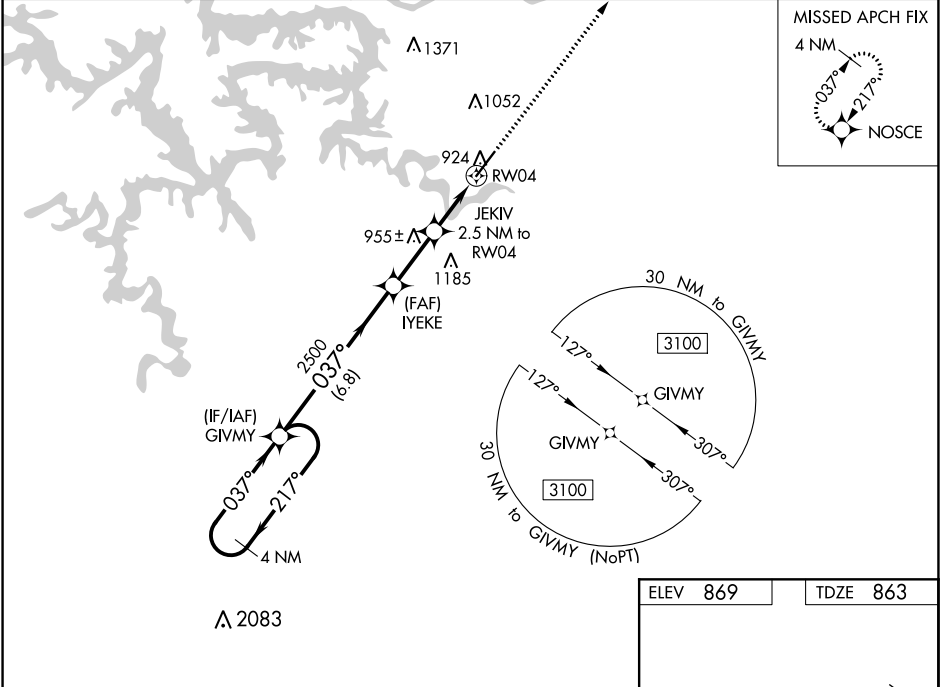 MISSED APCH FIX
4 NM
037°
217°
NOSCE
1371
1052
924
RW04
JEKIV
2.5 NM to
RW04
955±
1185
(FAF)
IYEKE
2500
037°
(6.8)
(IF/IAF)
GIVMY
037°
217°
4 NM
2083
30 NM to GIVMY
3100
127°
GIVMY
307°
127°
GIVMY
307°
3100
30 NM to GIVMY (NoPT)
ELEV 869
TDZE 863